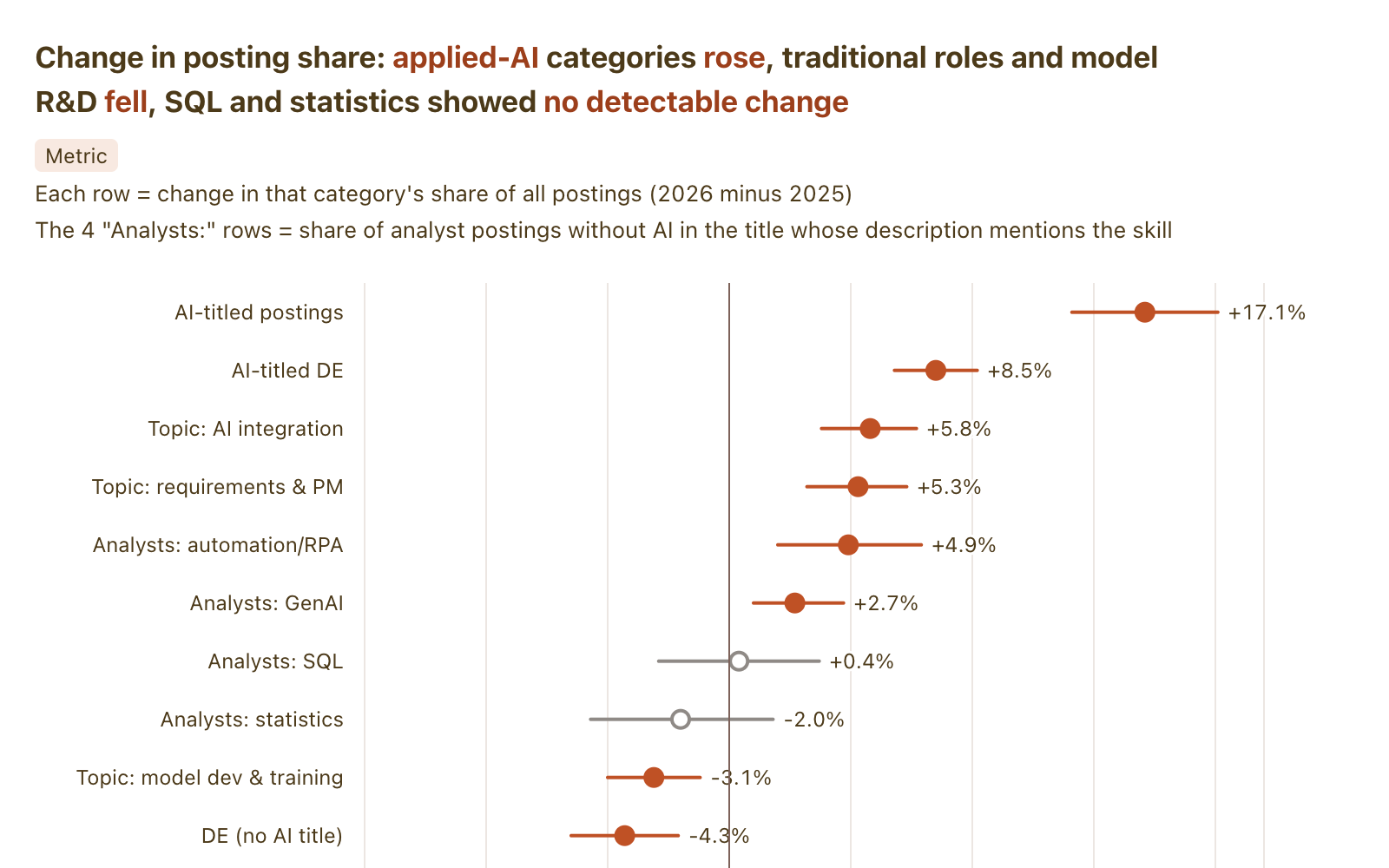 Change in posting share: applied-AI categories rose, traditional roles and model
R&D fell, SQL and statistics showed no detectable change
Metric
Each row = change in that category's share of all postings (2026 minus 2025)
The 4 "Analysts:" rows = share of analyst postings without AI in the title whose description mentions the skill
AI-titled postings +17.1%
AI-titled DE +8.5%
Topic: AI integration +5.8%
Topic: requirements & PM +5.3%
Analysts: automation/RPA +4.9%
Analysts: GenAI +2.7%
Analysts: SQL +0.4%
Analysts: statistics -2.0%
Topic: model dev & training -3.1%
DE (no AI title) -4.3%